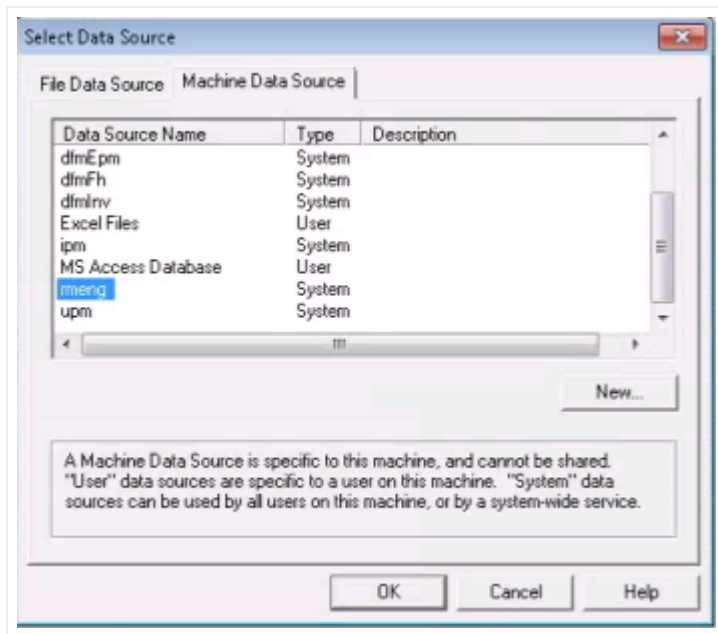 Select Data Source
File Data Source Machine Data Source
Data Source Name Type Description
dfmEpm System
dfmFh System
dfmInv System
Excel Files User
ipm System
MS Access Database User
rmeng System
upm System
New...
A Machine Data Source is specific to this machine, and cannot be shared.
"User" data sources are specific to a user on this machine. "System" data
sources can be used by all users on this machine, or by a system-wide service.
OK Cancel Help